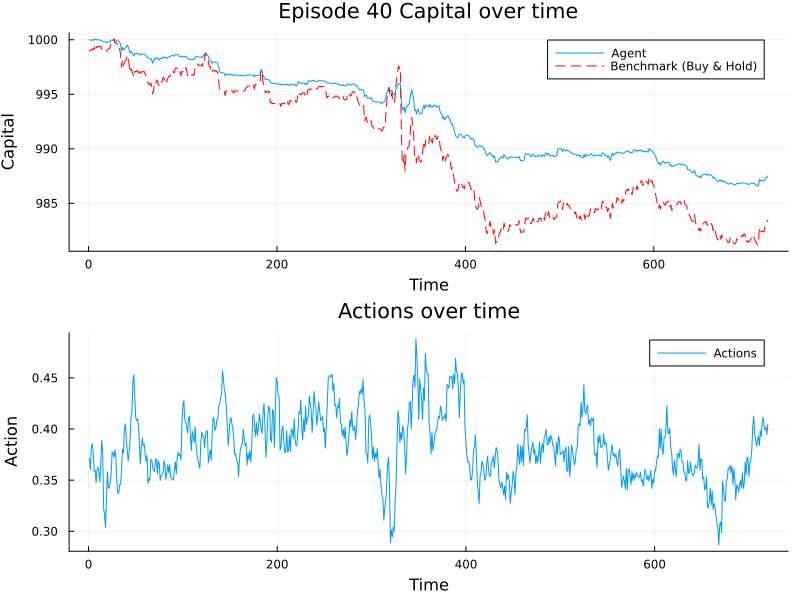 Episode 40 Capital over time
1000
995
990
985
Capital
Agent
Benchmark (Buy & Hold)
0
200
400
600
Time
Actions over time
0.45
0.40
0.35
0.30
Action
Actions
0
200
400
600
Time